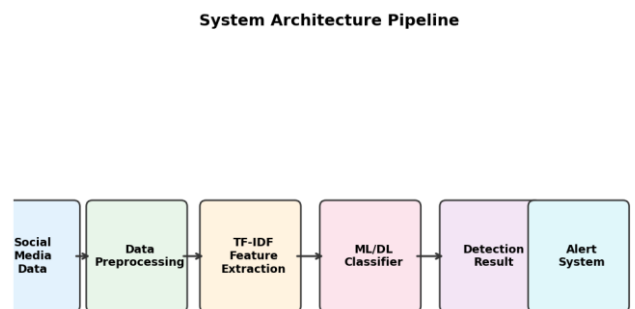 System Architecture Pipeline
Social
Media
Data
Data
Preprocessing
TF-IDF
Feature
Extraction
ML/DL
Classifier
Detection
Result
Alert
System